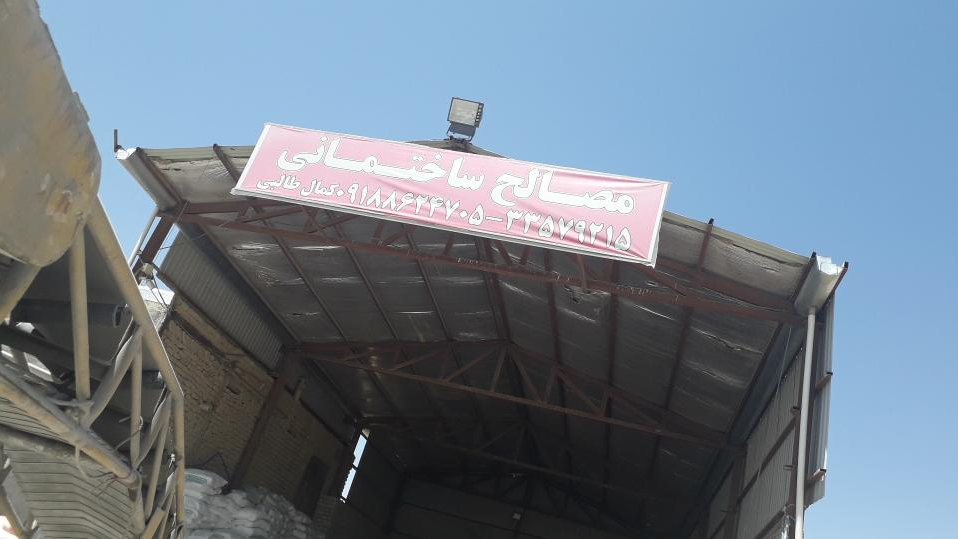 مصالح ساختمانی
۰۹۱۸۸۶۲۴۷۰۵-۳۳۵۷۹۲۱۵ کمال طالبی